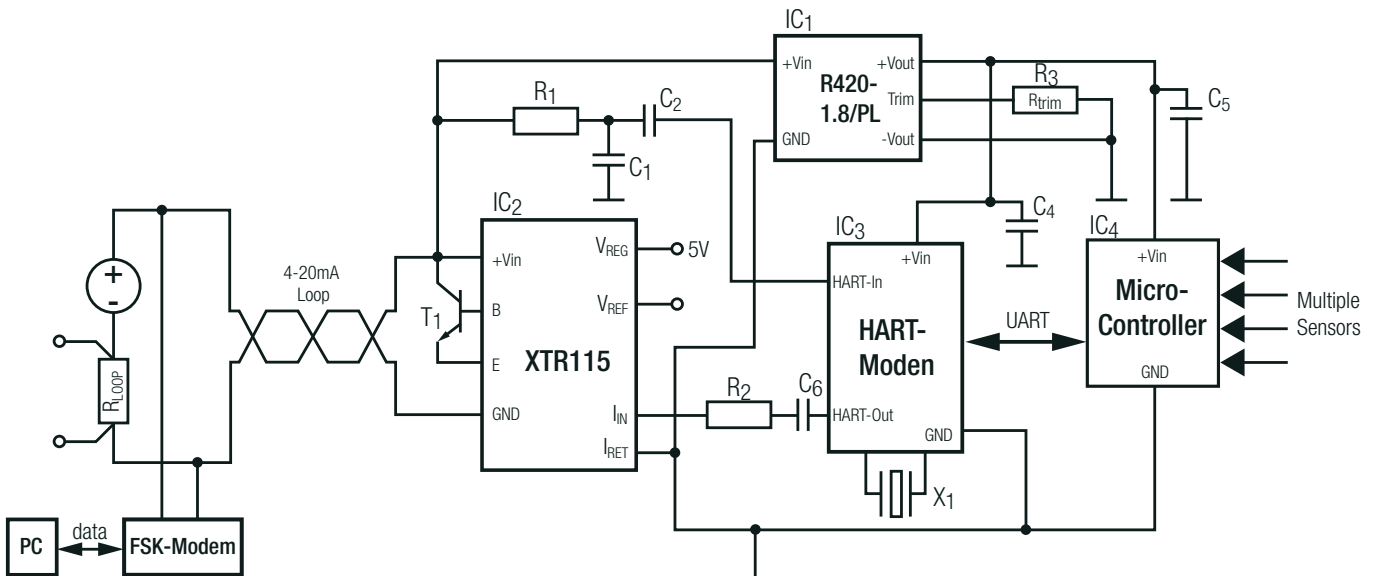 IC1
+Vin
+Vout
R420-
1.8/PL
Trim
GND
-Vout
R3
Rtrim
C5
R1
C2
C1
IC2
+Vin
VREG
5V
B
VREF
T1
XTR115
E
IIN
GND
IRET
4-20mA
Loop
+
-
RLOOP
R2
C6
C4
IC3
+Vin
HART-In
HART-
Moden
HART-Out
GND
X1
UART
IC4
+Vin
Micro-
Controller
GND
Multiple
Sensors
PC
data
FSK-Modem